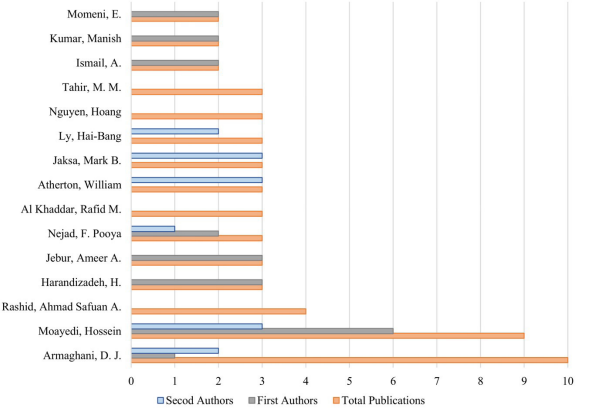 Momeni, E.
Kumar, Manish
Ismail, A.
Tahir, M. M.
Nguyen, Hoang
Ly, Hai-Bang
Jaksa, Mark B.
Atherton, William
Al Khaddar, Rafid M.
Nejad, F. Pooya
Jebur, Ameer A.
Harandizadeh, H.
Rashid, Ahmad Safuan A.
Moayedi, Hossein
Armaghani, D. J.
0 1 2 3 4 5 6 7 8 9 10
Secod Authors First Authors Total Publications